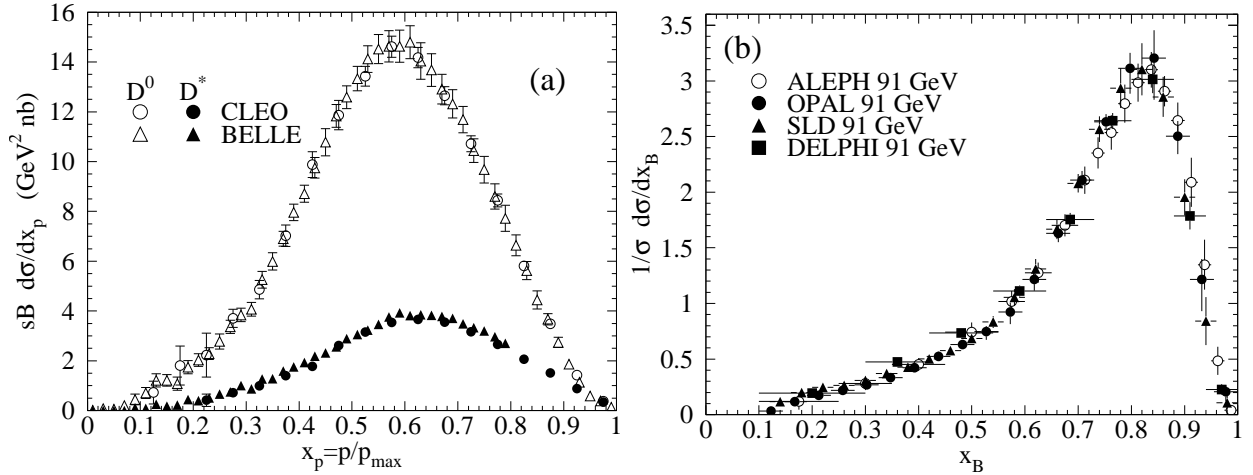 16
14
12
10
8
6
4
2
0
sB dσ/dx_p (GeV² nb)
(a)
D⁰ D*
CLEO
BELLE
0 0.1 0.2 0.3 0.4 0.5 0.6 0.7 0.8 0.9 1
x_p=p/p_max
3.5
3
2.5
2
1.5
1
0.5
0
1/σ dσ/dx_B
(b)
ALEPH 91 GeV
OPAL 91 GeV
SLD 91 GeV
DELPHI 91 GeV
0 0.1 0.2 0.3 0.4 0.5 0.6 0.7 0.8 0.9 1
x_B